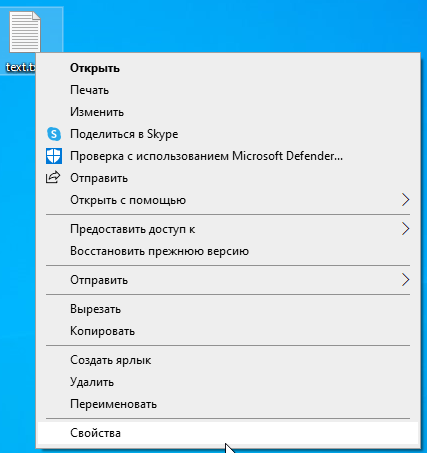 text.t
Открыть
Печать
Изменить
Поделиться в Skype
Проверка с использованием Microsoft Defender...
Отправить
Открыть с помощью
Предоставить доступ к
Восстановить прежнюю версию
Отправить
Вырезать
Копировать
Создать ярлык
Удалить
Переименовать
Свойства